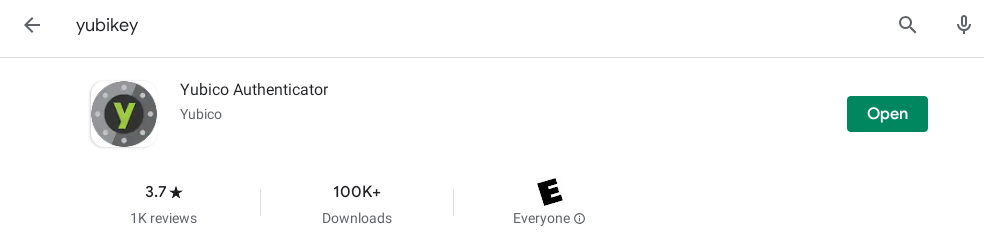 yubikey
Yubico Authenticator
Yubico
Open
3.7★
1K reviews
100K+
Downloads
E
Everyone